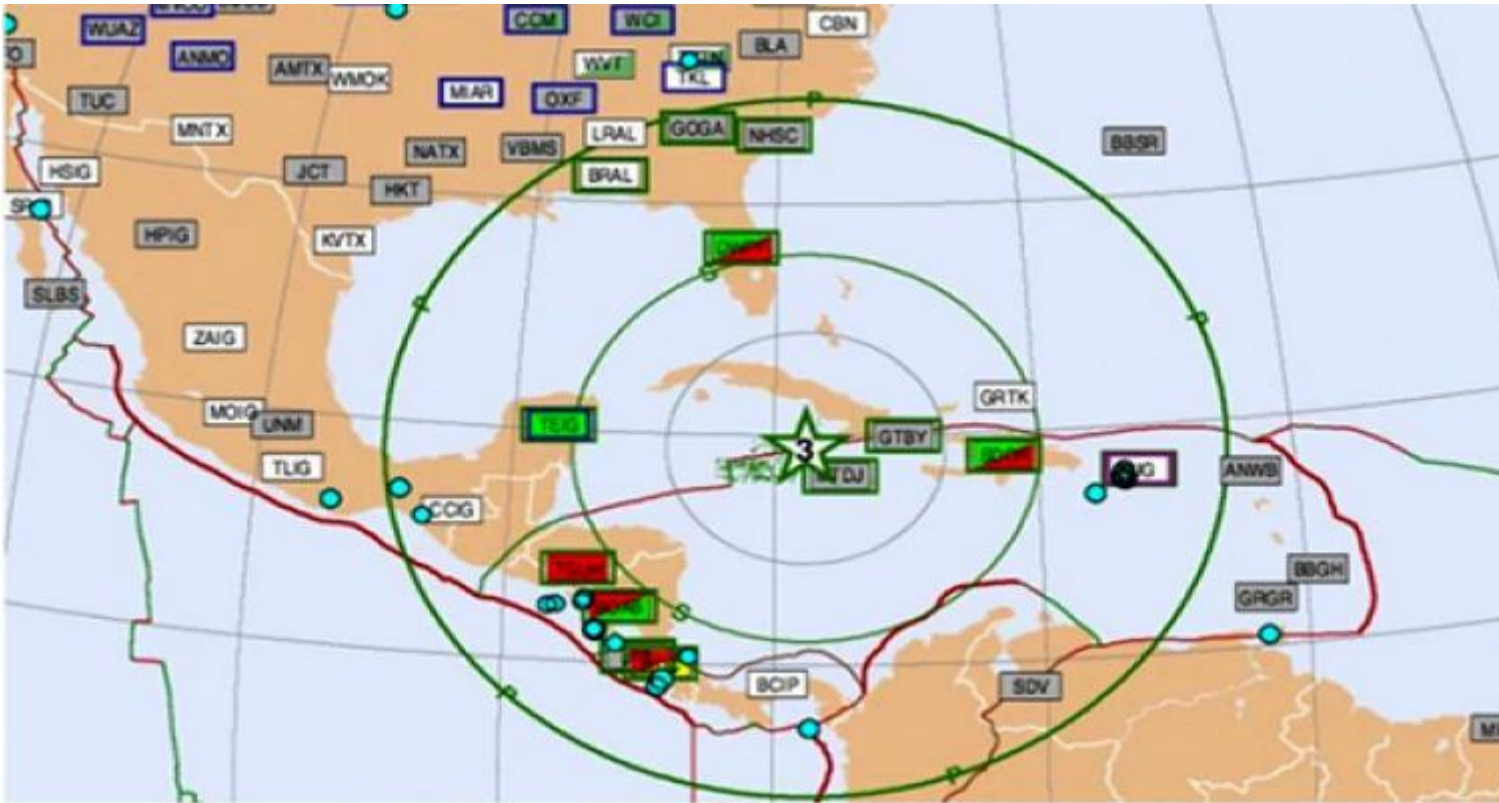 CBN
CCM
WCI
WUAZ
BLA
ANMO
WVT
AMTX
WMOK
TKL
MIAR
OXF
TUC
MNTX
LRAL
GOGA
NHSC
P
BBSR
NATX
VBMS
HSIG
JCT
BRAL
HKT
HPIG
KVTX
S
SLBS
P
P
ZAIG
GRTK
MOIG
UNM
TEIG
GTBY
3
TLIG
ANWB
CCIG
BBGH
GRGR
S
BCIP
SDV
P
P